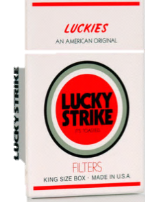 LUCKIES
AN AMERICAN ORIGINAL
LUCKY STRIKE
LUCKY
STRIKE
FILTERS
KING SIZE BOX · MADE IN U.S.A